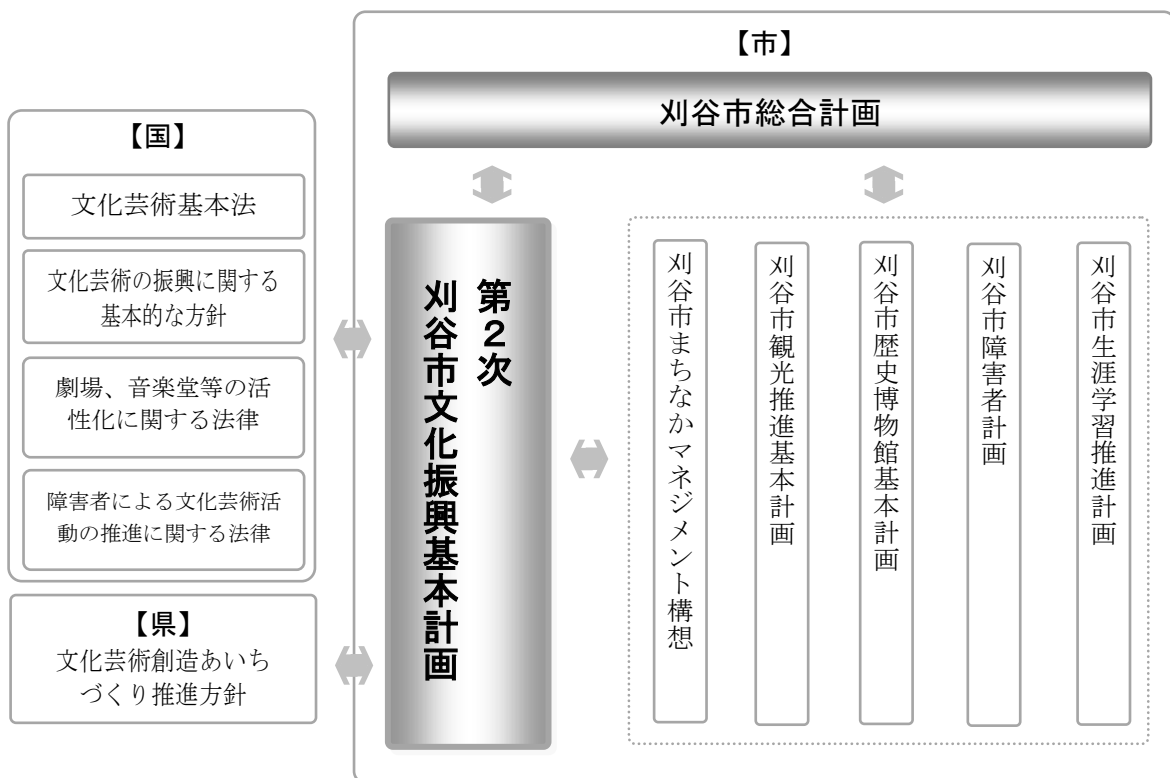 【市】
刈谷市総合計画
【国】
文化芸術基本法
文化芸術の振興に関する
基本的な方針
劇場、音楽堂等の活
性化に関する法律
障害者による文化芸術活
動の推進に関する法律
【県】
文化芸術創造あいち
づくり推進方針
第2次
刈谷市文化振興基本計画
刈谷市まちなかマネジメント構想
刈谷市観光推進基本計画
刈谷市歴史博物館基本計画
刈谷市障害者計画
刈谷市生涯学習推進計画